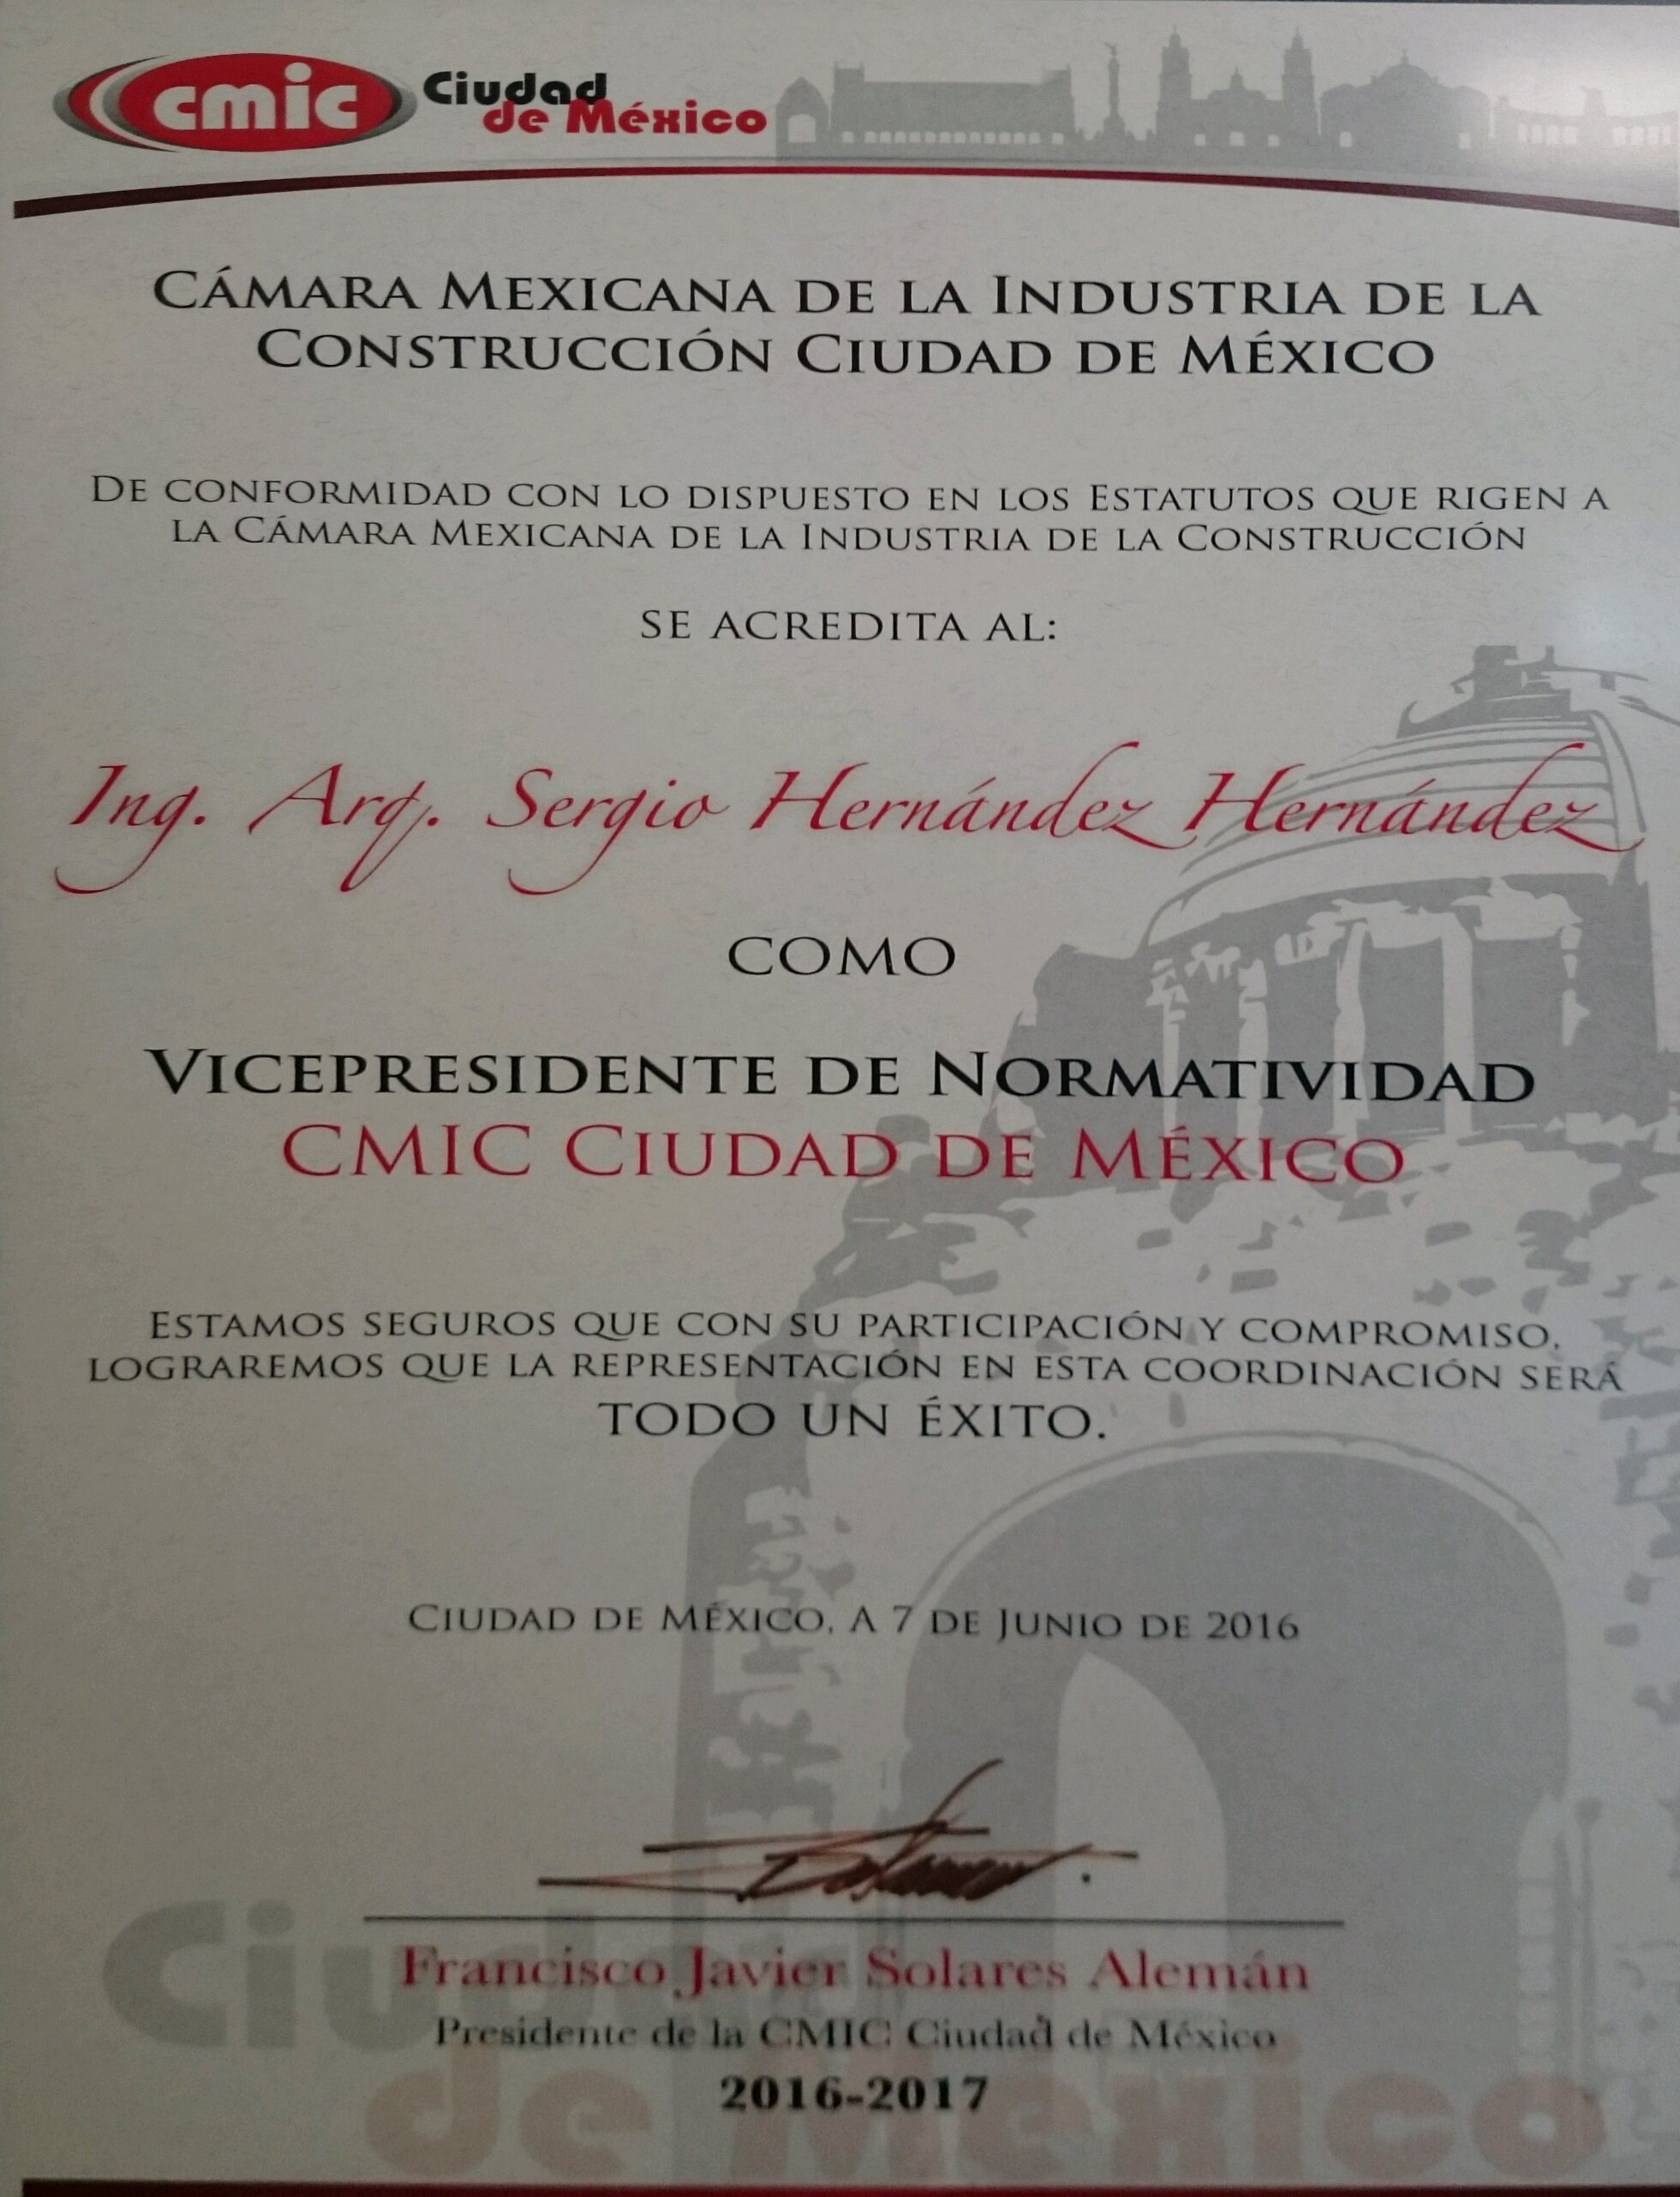 cmic Ciudad
de México
CÁMARA MEXICANA DE LA INDUSTRIA DE LA
CONSTRUCCIÓN CIUDAD DE MÉXICO
DE CONFORMIDAD CON LO DISPUESTO EN LOS ESTATUTOS QUE RIGEN A
LA CÁMARA MEXICANA DE LA INDUSTRIA DE LA CONSTRUCCIÓN
SE ACREDITA AL:
Ing. Arq. Sergio Hernández Hernández
COMO
VICEPRESIDENTE DE NORMATIVIDAD
CMIC CIUDAD DE MÉXICO
ESTAMOS SEGUROS QUE CON SU PARTICIPACIÓN Y COMPROMISO,
LOGRAREMOS QUE LA REPRESENTACIÓN EN ESTA COORDINACIÓN SERÁ
TODO UN ÉXITO.
CIUDAD DE MÉXICO, A 7 DE JUNIO DE 2016
Francisco Javier Solares Alemán
Presidente de la CMIC Ciudad de México
2016-2017
Ciudad
de México